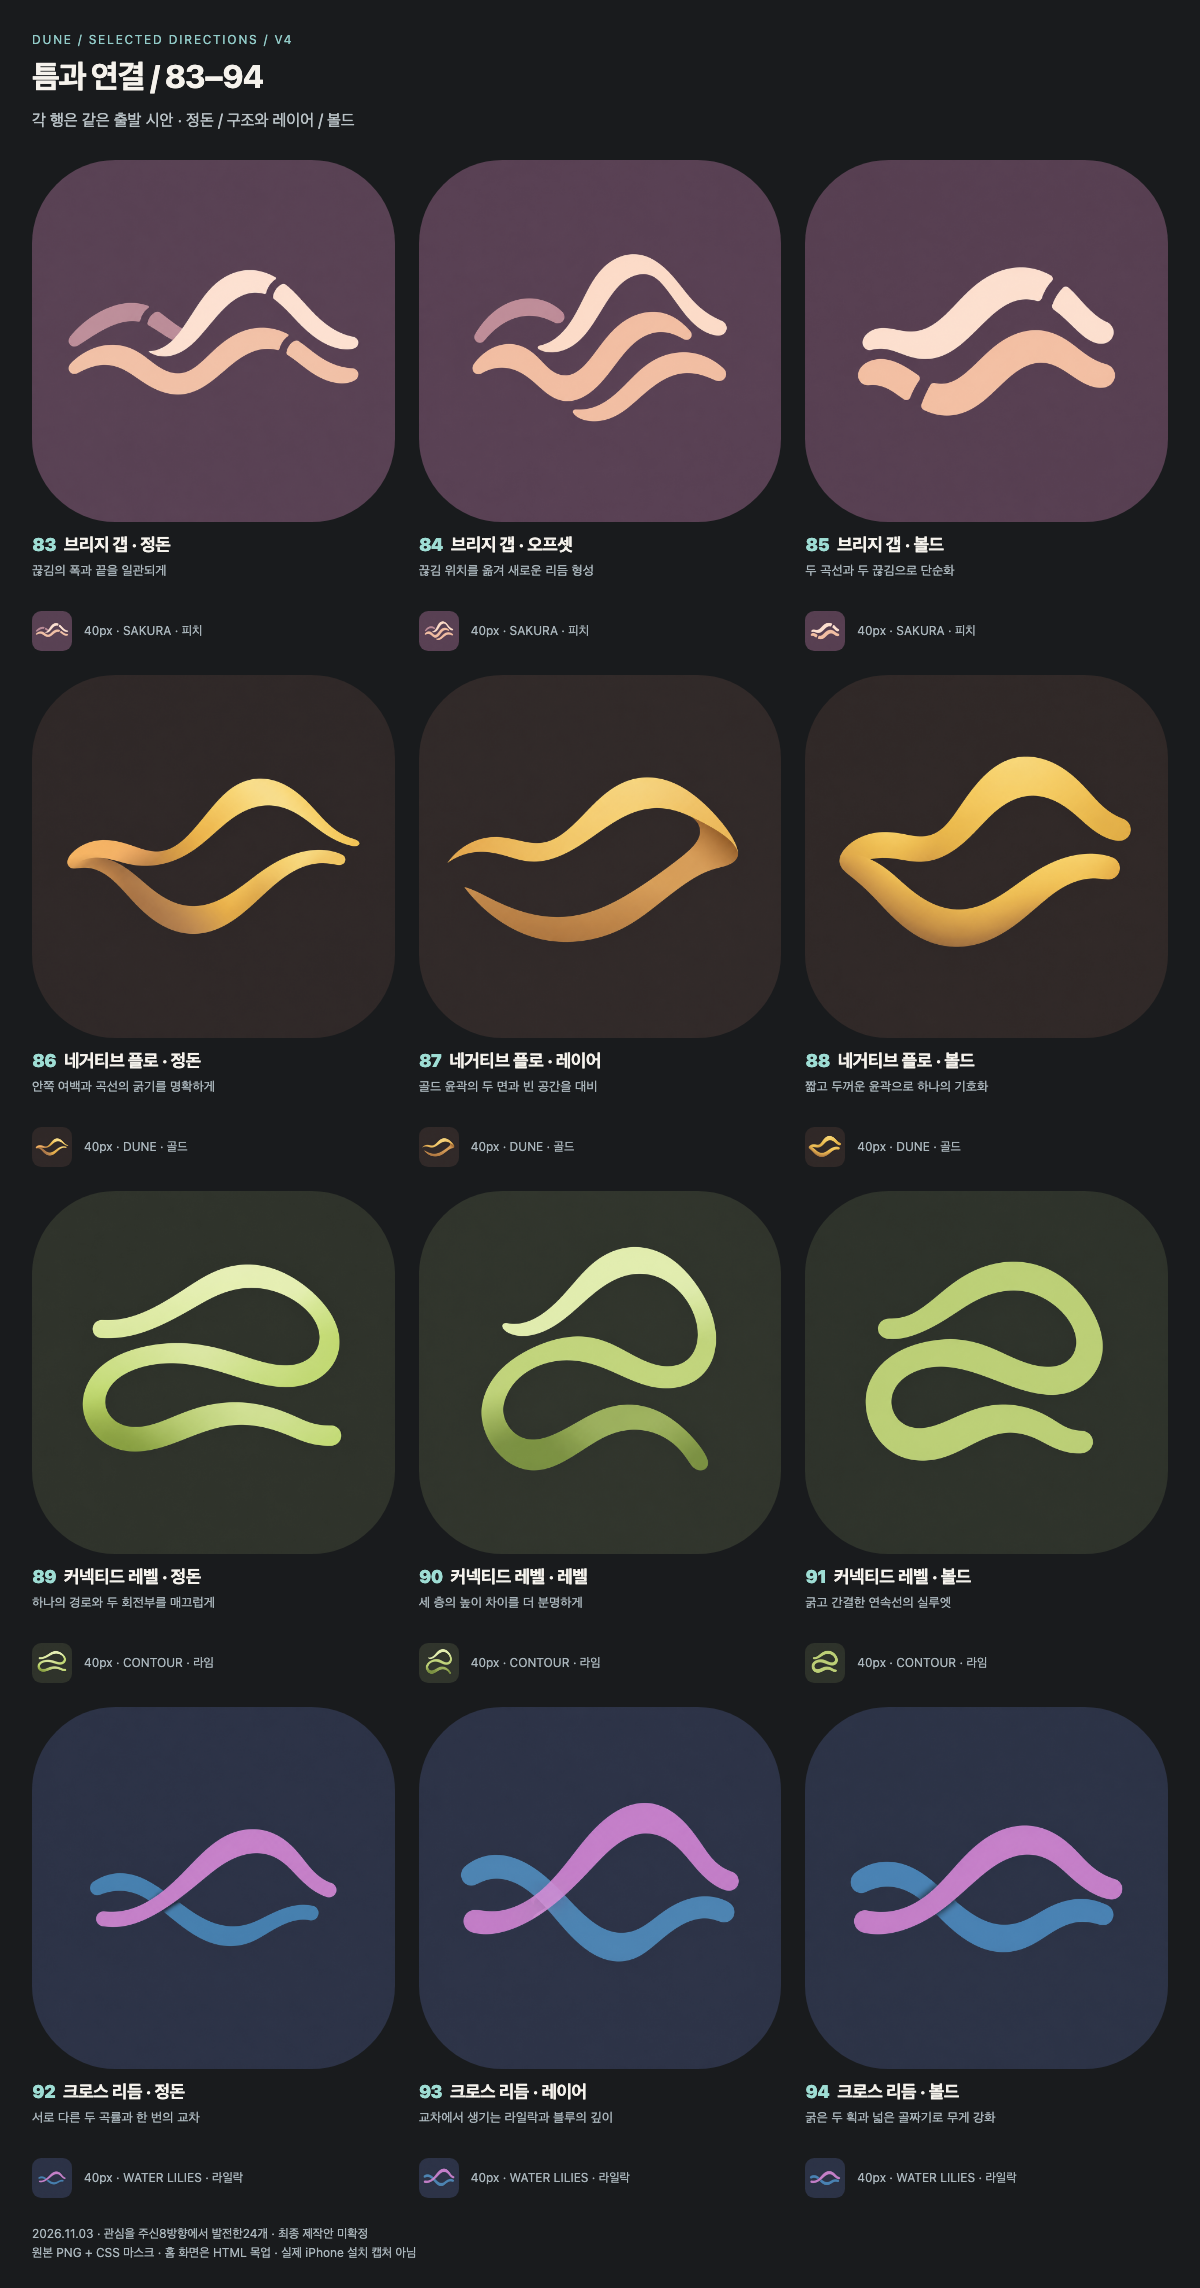 DUNE / SELECTED DIRECTIONS / V4
틈과 연결 / 83–94
각 행은 같은 출발 시안 · 정돈 / 구조와 레이어 / 볼드
83 브리지 갭 · 정돈
끊김의 폭과 끝을 일관되게
40px · SAKURA · 피치
84 브리지 갭 · 오프셋
끊김 위치를 옮겨 새로운 리듬 형성
40px · SAKURA · 피치
85 브리지 갭 · 볼드
두 곡선과 두 끊김으로 단순화
40px · SAKURA · 피치
86 네거티브 플로 · 정돈
안쪽 여백과 곡선의 굵기를 명확하게
40px · DUNE · 골드
87 네거티브 플로 · 레이어
골드 윤곽의 두 면과 빈 공간을 대비
40px · DUNE · 골드
88 네거티브 플로 · 볼드
짧고 두꺼운 윤곽으로 하나의 기호화
40px · DUNE · 골드
89 커넥티드 레벨 · 정돈
하나의 경로와 두 회전부를 매끄럽게
40px · CONTOUR · 라임
90 커넥티드 레벨 · 레벨
세 층의 높이 차이를 더 분명하게
40px · CONTOUR · 라임
91 커넥티드 레벨 · 볼드
굵고 간결한 연속선의 실루엣
40px · CONTOUR · 라임
92 크로스 리듬 · 정돈
서로 다른 두 곡률과 한 번의 교차
40px · WATER LILIES · 라일락
93 크로스 리듬 · 레이어
교차에서 생기는 라일락과 블루의 깊이
40px · WATER LILIES · 라일락
94 크로스 리듬 · 볼드
굵은 두 획과 넓은 골짜기로 무게 강화
40px · WATER LILIES · 라일락
2026.11.03 · 관심을 주신8방향에서 발전한24개 · 최종 제작안 미확정
원본 PNG + CSS 마스크 · 홈 화면은 HTML 목업 · 실제 iPhone 설치 캡처 아님